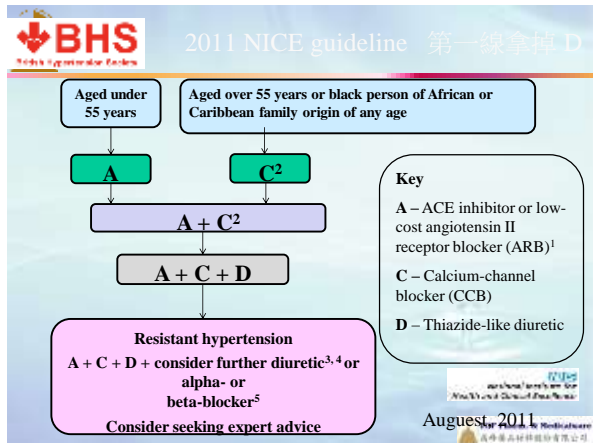 BHS
British Hypertension Society
2011 NICE guideline 第一線拿掉 D
Aged under
55 years
Aged over 55 years or black person of African or
Caribbean family origin of any age
A
C²
A + C²
A + C + D
Resistant hypertension
A + C + D + consider further diuretic³, ⁴ or
alpha- or
beta-blocker⁵
Consider seeking expert advice
Key
A – ACE inhibitor or low-
cost angiotensin II
receptor blocker (ARB)¹
C – Calcium-channel
blocker (CCB)
D – Thiazide-like diuretic
NHS
National Institute for
Health and Clinical Excellence
Auguest, 2011